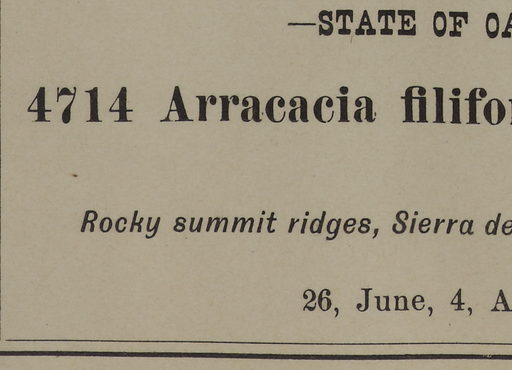 —STATE OF OA
4714 Arracacia filifo
Rocky summit ridges, Sierra de
26, June, 4, A